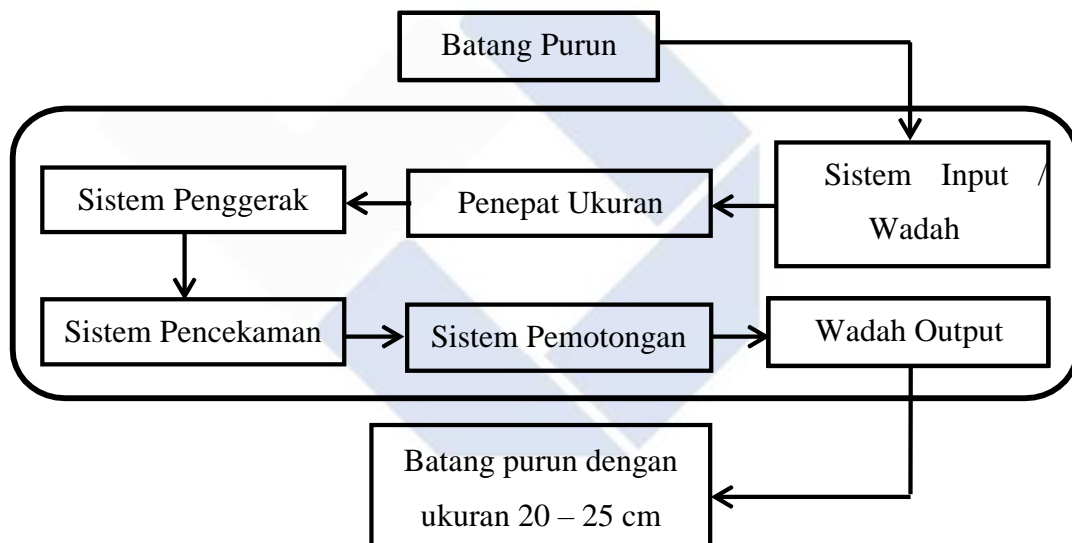 Batang Purun
Sistem Input /
Wadah
Penepat Ukuran
Sistem Penggerak
Sistem Pencekaman
Sistem Pemotongan
Wadah Output
Batang purun dengan
ukuran 20 – 25 cm